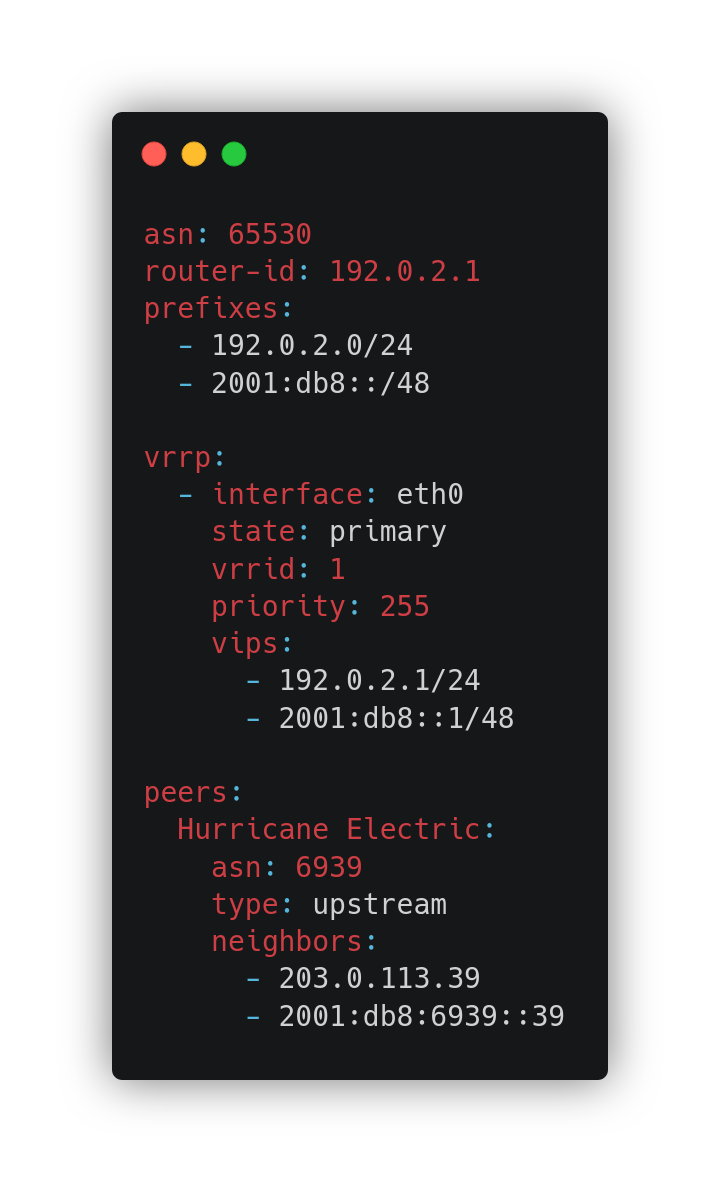 asn: 65530
router-id: 192.0.2.1
prefixes:
  - 192.0.2.0/24
  - 2001:db8::/48

vrrp:
  - interface: eth0
    state: primary
    vrrid: 1
    priority: 255
    vips:
      - 192.0.2.1/24
      - 2001:db8::1/48

peers:
  Hurricane Electric:
    asn: 6939
    type: upstream
    neighbors:
      - 203.0.113.39
      - 2001:db8:6939::39